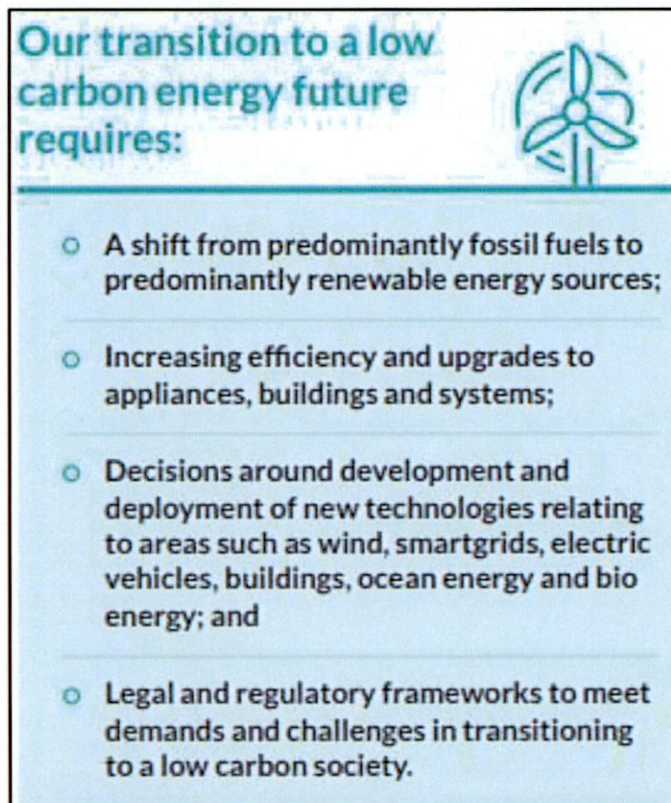 Our transition to a low
carbon energy future
requires:
A shift from predominantly fossil fuels to
predominantly renewable energy sources;
Increasing efficiency and upgrades to
appliances, buildings and systems;
Decisions around development and
deployment of new technologies relating
to areas such as wind, smartgrids, electric
vehicles, buildings, ocean energy and bio
energy; and
Legal and regulatory frameworks to meet
demands and challenges in transitioning
to a low carbon society.